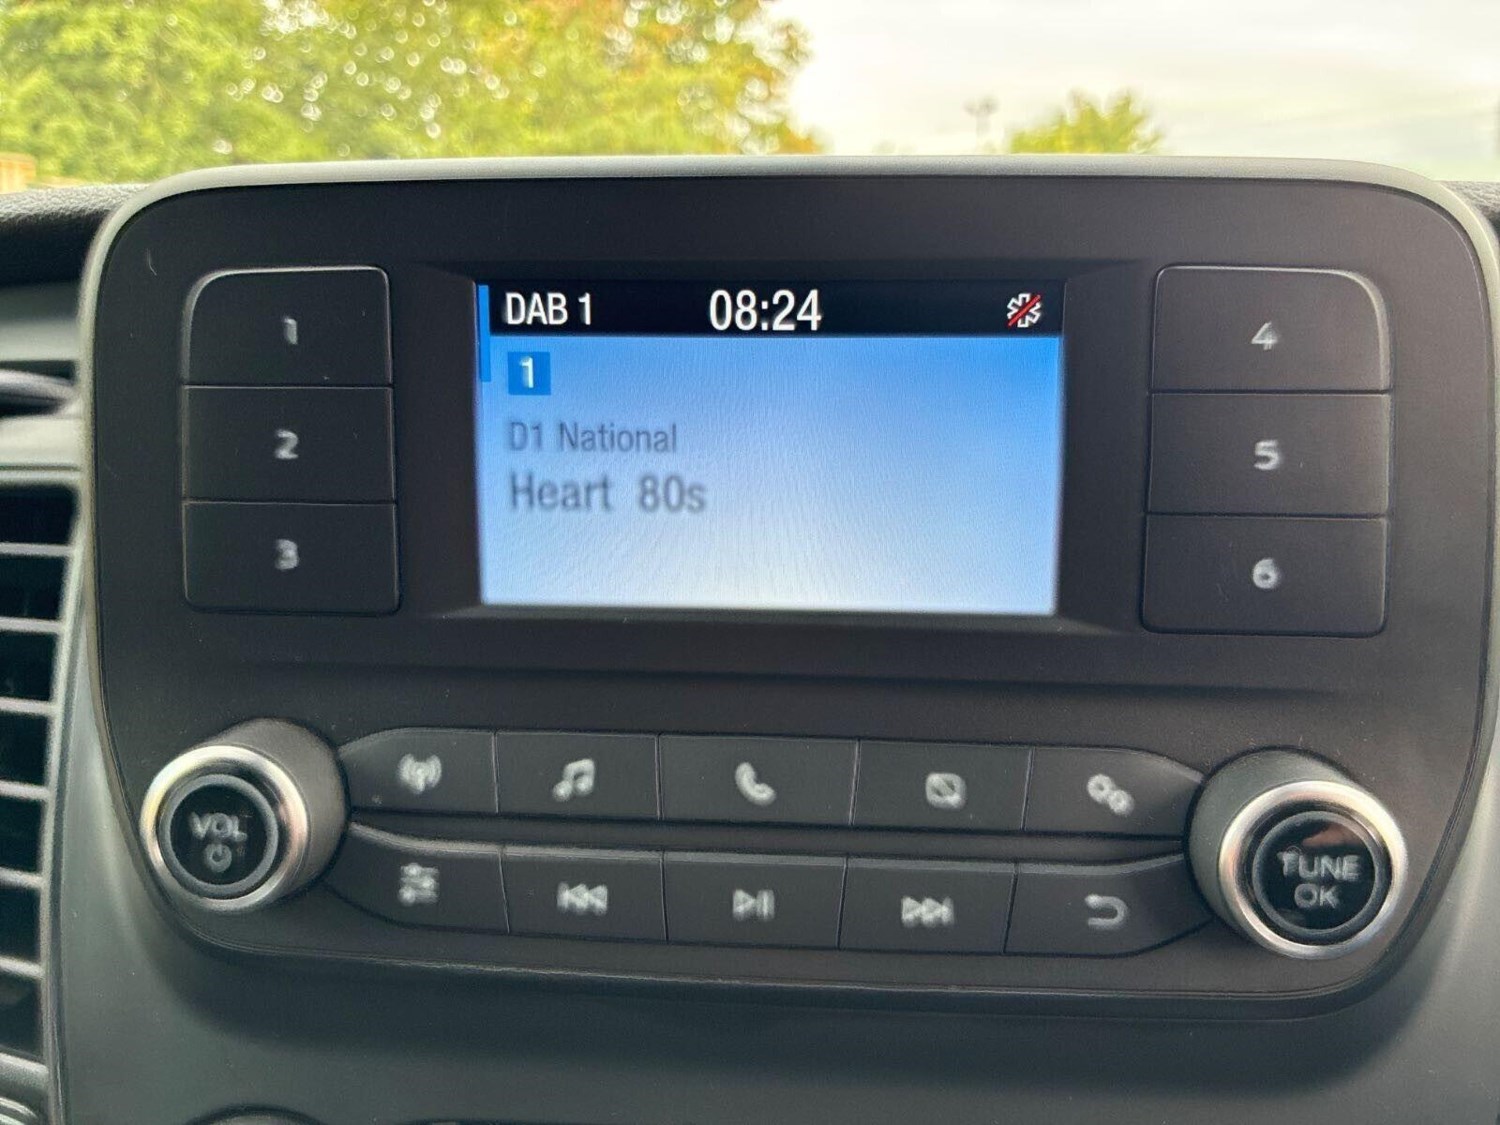 DAB 1 08:24
1
D1 National
Heart 80s
1
2
3
4
5
6
VOL
TUNE
OK